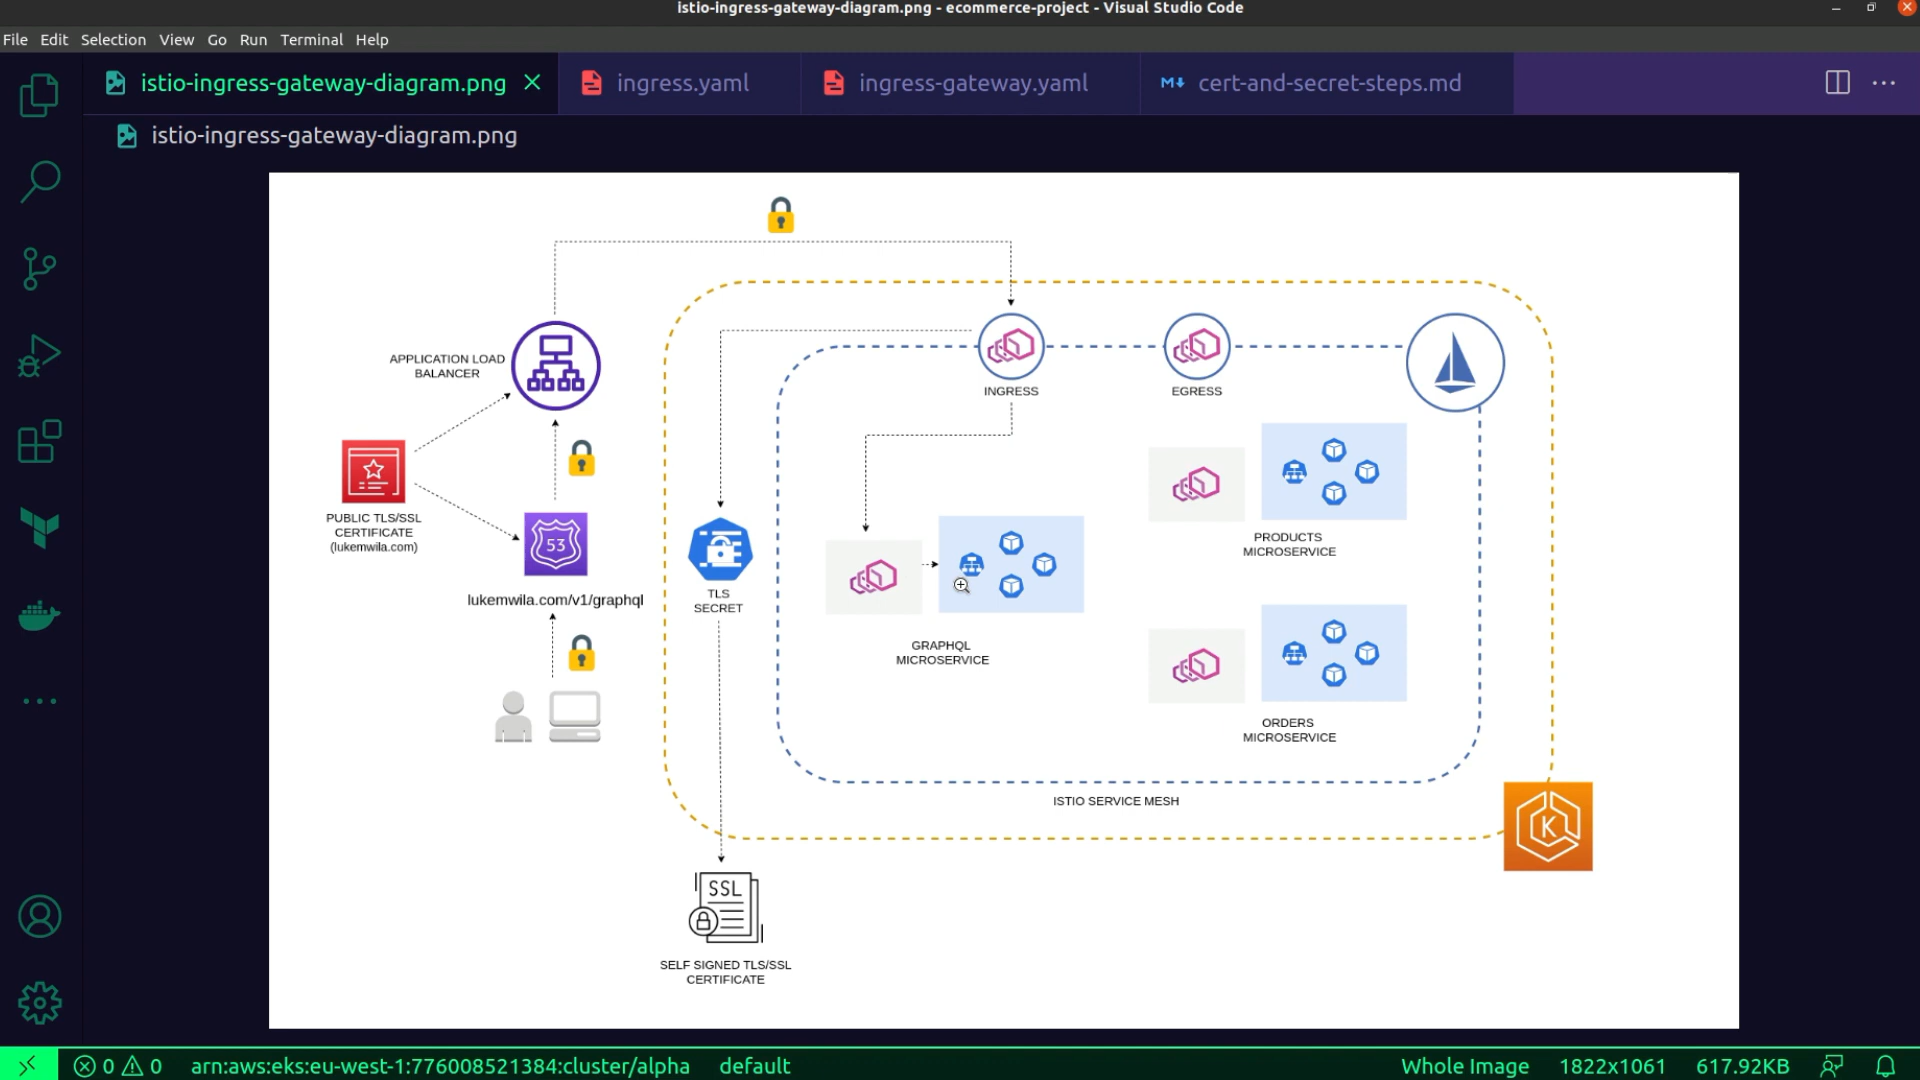 istio-ingress-gateway-diagram.png - ecommerce-project - Visual Studio Code
File Edit Selection View Go Run Terminal Help
istio-ingress-gateway-diagram.png ingress.yaml ingress-gateway.yaml cert-and-secret-steps.md
istio-ingress-gateway-diagram.png
APPLICATION LOAD
BALANCER
INGRESS
EGRESS
PUBLIC TLS/SSL
CERTIFICATE
(lukemwila.com)
53
lukemwila.com/v1/graphql
TLS
SECRET
GRAPHQL
MICROSERVICE
PRODUCTS
MICROSERVICE
ORDERS
MICROSERVICE
ISTIO SERVICE MESH
K
SSL
SELF SIGNED TLS/SSL
CERTIFICATE
0 0 arn:aws:eks:eu-west-1:776008521384:cluster/alpha default Whole Image 1822x1061 617.92KB